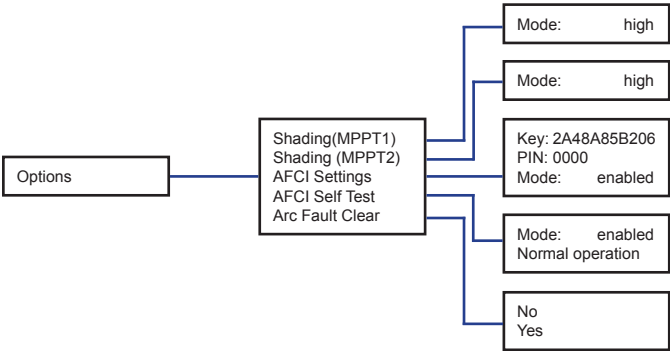 Options
Shading(MPPT1)
Shading (MPPT2)
AFCI Settings
AFCI Self Test
Arc Fault Clear
Mode: high
Mode: high
Key: 2A48A85B206
PIN: 0000
Mode: enabled
Mode: enabled
Normal operation
No
Yes